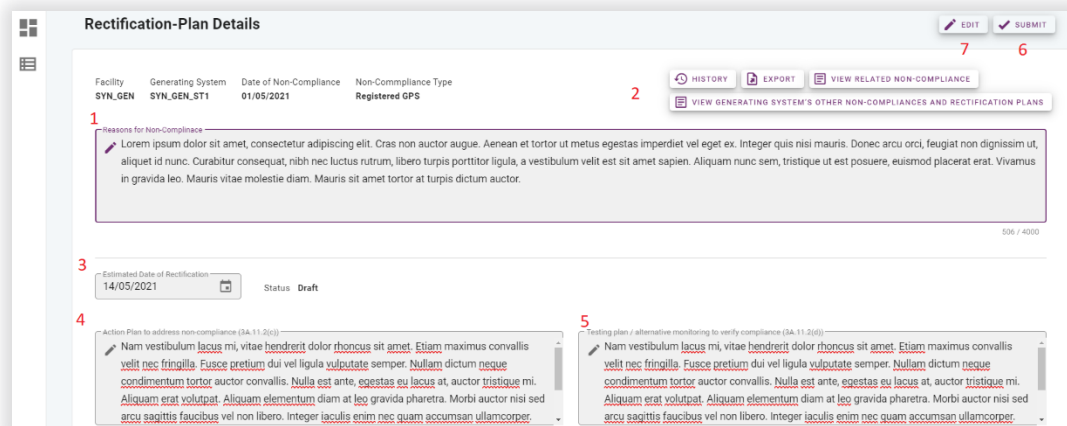 Rectification-Plan Details
EDIT
SUBMIT
7
6
Facility
Generating System
Date of Non-Compliance
Non-Commpliance Type
SYN_GEN
SYN_GEN_ST1
01/05/2021
Registered GPS
2
HISTORY
EXPORT
VIEW RELATED NON-COMPLIANCE
VIEW GENERATING SYSTEM'S OTHER NON-COMPLIANCES AND RECTIFICATION PLANS
1
Reasons for Non-Complinace
Lorem ipsum dolor sit amet, consectetur adipiscing elit. Cras non auctor augue. Aenean et tortor ut metus egestas imperdiet vel eget ex. Integer quis nisi mauris. Donec arcu orci, feugiat non dignissim ut,
aliquet id nunc. Curabitur consequat, nibh nec luctus rutrum, libero turpis porttitor ligula, a vestibulum velit est sit amet sapien. Aliquam nunc sem, tristique ut est posuere, euismod placerat erat. Vivamus
in gravida leo. Mauris vitae molestie diam. Mauris sit amet tortor at turpis dictum auctor.
506 / 4000
3
Estimated Date of Rectification
14/05/2021
Status Draft
4
Action Plan to address non-compliance (3A.11.2(c))
Nam vestibulum lacus mi, vitae hendrerit dolor rhoncus sit amet. Etiam maximus convallis
velit nec fringilla. Fusce pretium dui vel ligula vulputate semper. Nullam dictum neque
condimentum tortor auctor convallis. Nulla est ante, egestas eu lacus at, auctor tristique mi.
Aliquam erat volutpat. Aliquam elementum diam at leo gravida pharetra. Morbi auctor nisi sed
arcu sagittis faucibus vel non libero. Integer iaculis enim nec quam accumsan ullamcorper.
5
Testing plan / alternative monitoring to verify compliance (3A.11.2(d))
Nam vestibulum lacus mi, vitae hendrerit dolor rhoncus sit amet. Etiam maximus convallis
velit nec fringilla. Fusce pretium dui vel ligula vulputate semper. Nullam dictum neque
condimentum tortor auctor convallis. Nulla est ante, egestas eu lacus at, auctor tristique mi.
Aliquam erat volutpat. Aliquam elementum diam at leo gravida pharetra. Morbi auctor nisi sed
arcu sagittis faucibus vel non libero. Integer iaculis enim nec quam accumsan ullamcorper.